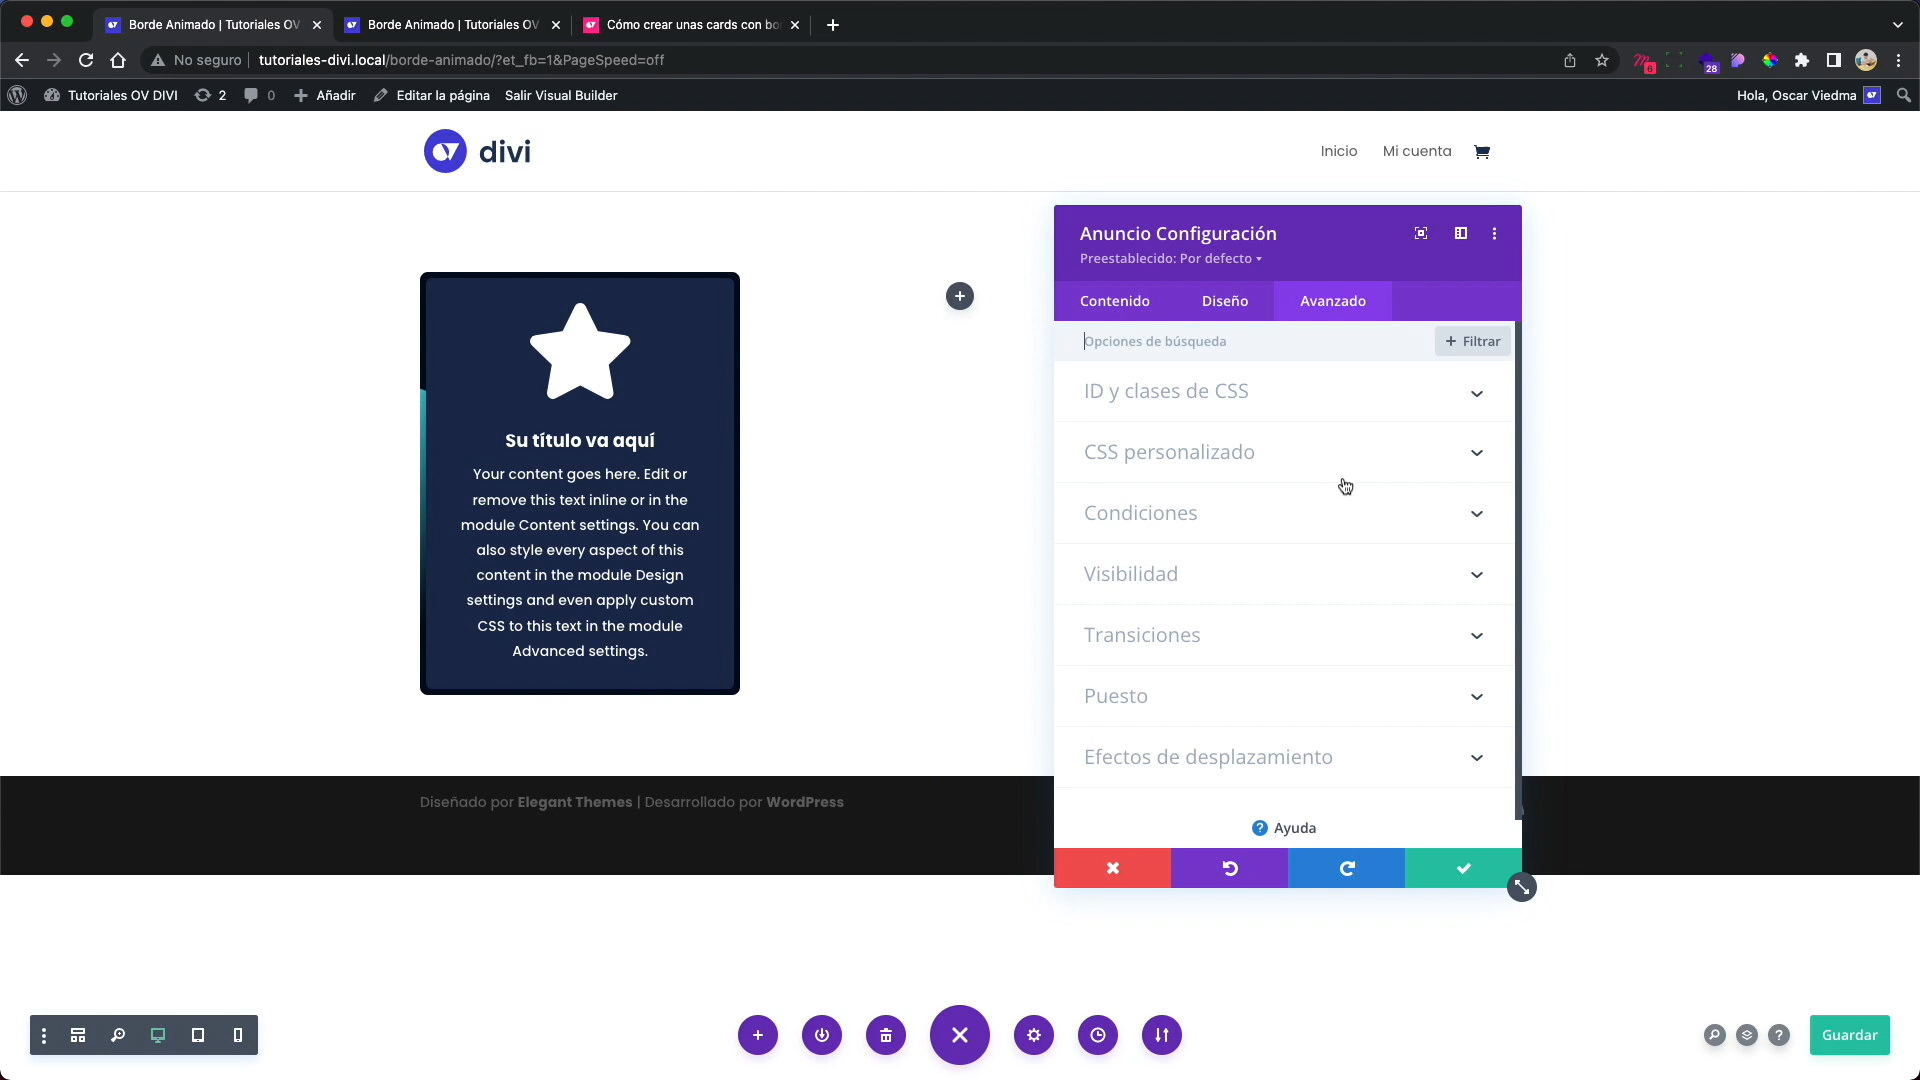 Borde Animado | Tutoriales OV
Borde Animado | Tutoriales OV
Cómo crear unas cards con bo
No seguro
tutoriales-divi.local/borde-animado/?et_fb=1&PageSpeed=off
6
28
Tutoriales OV DIVI
2
0
Añadir
Editar la página
Salir Visual Builder
Hola, Oscar Viedma
divi
Inicio
Mi cuenta
Su título va aquí
Your content goes here. Edit or
remove this text inline or in the
module Content settings. You can
also style every aspect of this
content in the module Design
settings and even apply custom
CSS to this text in the module
Advanced settings.
Anuncio Configuración
Preestablecido: Por defecto
Contenido
Diseño
Avanzado
Opciones de búsqueda
+ Filtrar
ID y clases de CSS
CSS personalizado
Condiciones
Visibilidad
Transiciones
Puesto
Efectos de desplazamiento
? Ayuda
Diseñado por Elegant Themes | Desarrollado por WordPress
?
Guardar